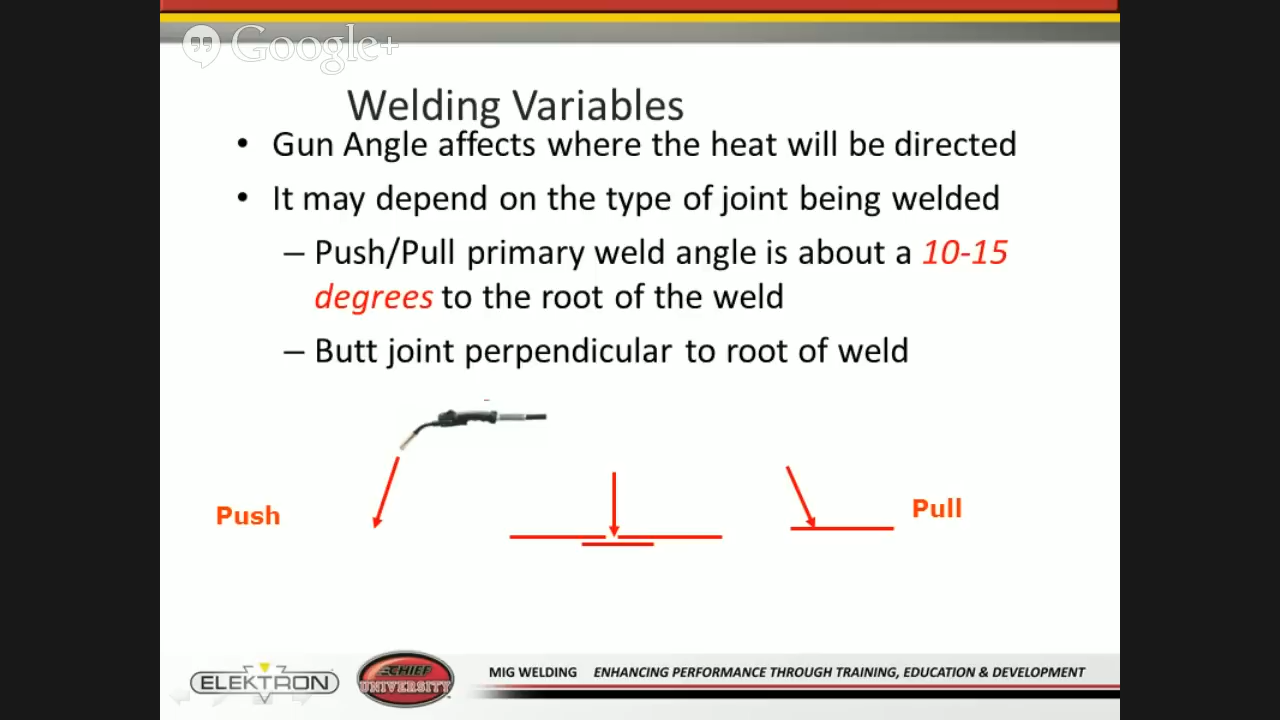 Google+
Welding Variables
• Gun Angle affects where the heat will be directed
• It may depend on the type of joint being welded
– Push/Pull primary weld angle is about a 10-15
degrees to the root of the weld
– Butt joint perpendicular to root of weld
Push
Pull
ELEKTRON
CHIEF
UNIVERSITY
MIG WELDING ENHANCING PERFORMANCE THROUGH TRAINING, EDUCATION & DEVELOPMENT